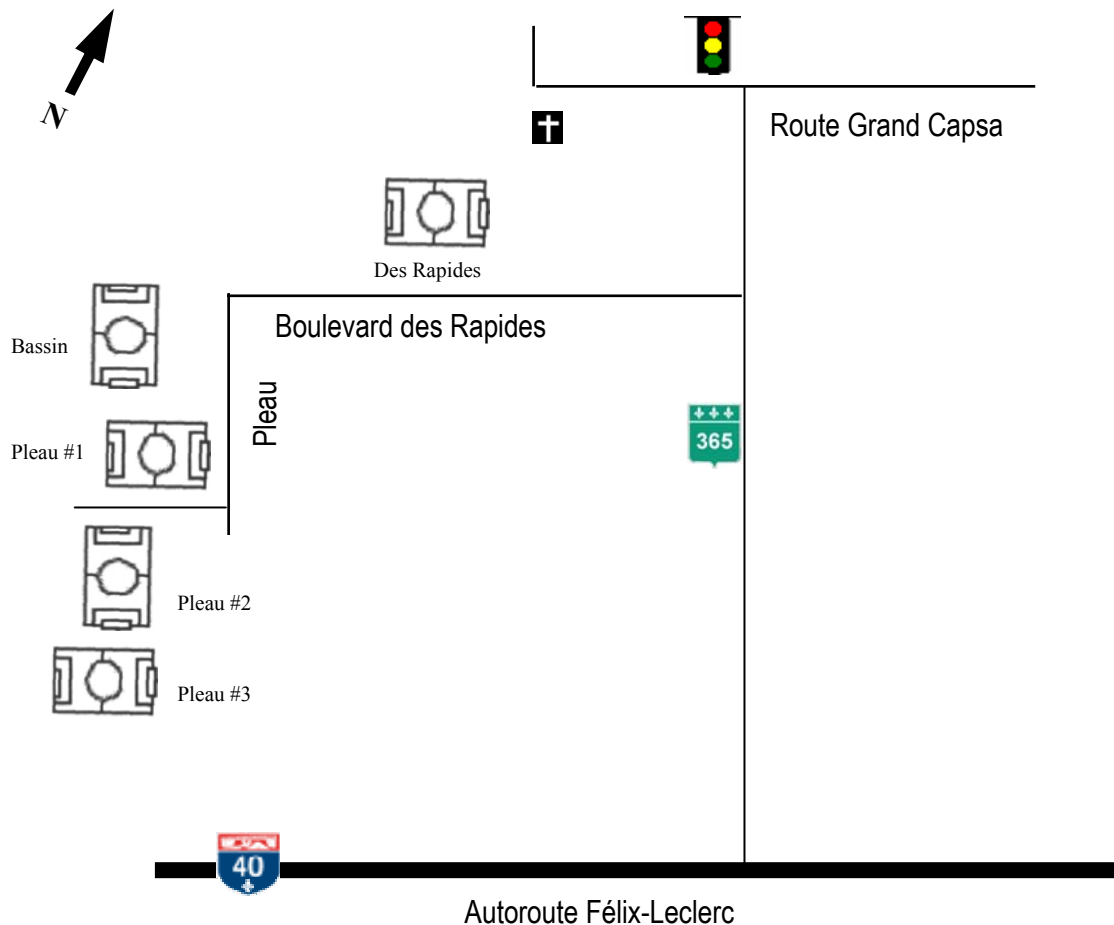 N
Route Grand Capsa
Des Rapides
Boulevard des Rapides
Bassin
Pleau
Pleau #1
365
Pleau #2
Pleau #3
40
Autoroute Félix-Leclerc